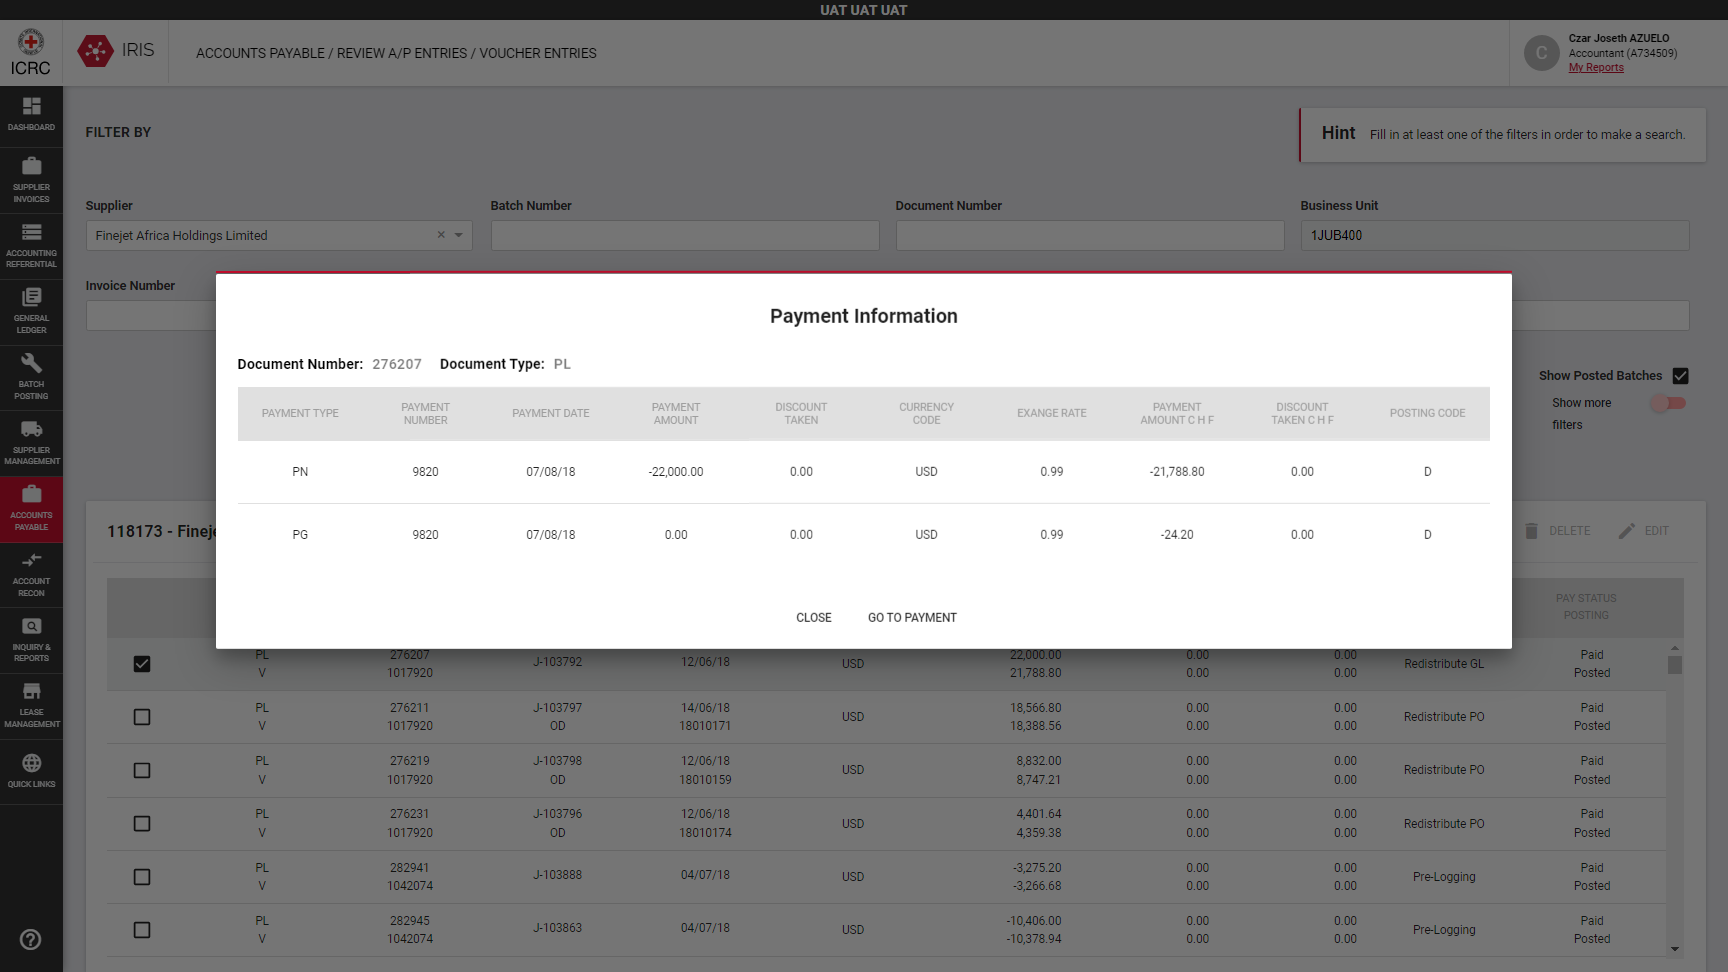 UAT UAT UAT
ICRC
IRIS
ACCOUNTS PAYABLE / REVIEW A/P ENTRIES / VOUCHER ENTRIES
C
Czar Joseth AZUELO
Accountant (A734509)
My Reports
DASHBOARD
SUPPLIER
INVOICES
ACCOUNTING
REFERENTIAL
GENERAL
LEDGER
BATCH
POSTING
SUPPLIER
MANAGEMENT
ACCOUNTS
PAYABLE
ACCOUNT
RECON
INQUIRY &
REPORTS
LEASE
MANAGEMENT
QUICK LINKS
FILTER BY
Hint Fill in at least one of the filters in order to make a search.
Supplier Batch Number Document Number Business Unit
Finejet Africa Holdings Limited 1JUB400
Invoice Number
Show Posted Batches
Show more
filters
Payment Information
Document Number: 276207 Document Type: PL
PAYMENT TYPE PAYMENT NUMBER PAYMENT DATE PAYMENT AMOUNT DISCOUNT TAKEN CURRENCY CODE EXANGE RATE PAYMENT AMOUNT C H F DISCOUNT TAKEN C H F POSTING CODE
PN 9820 07/08/18 -22,000.00 0.00 USD 0.99 -21,788.80 0.00 D
PG 9820 07/08/18 0.00 0.00 USD 0.99 -24.20 0.00 D
CLOSE GO TO PAYMENT
118173 - Fineje
DELETE EDIT
PAY STATUS
POSTING
PL 276207 J-103792 12/06/18 USD 22,000.00 0.00 0.00 Redistribute GL Paid
V 1017920 21,788.80 0.00 0.00 Posted
PL 276211 J-103797 14/06/18 USD 18,566.80 0.00 0.00 Redistribute PO Paid
V 1017920 OD 18010171 18,388.56 0.00 0.00 Posted
PL 276219 J-103798 12/06/18 USD 8,832.00 0.00 0.00 Redistribute PO Paid
V 1017920 OD 18010159 8,747.21 0.00 0.00 Posted
PL 276231 J-103796 12/06/18 USD 4,401.64 0.00 0.00 Redistribute PO Paid
V 1017920 OD 18010174 4,359.38 0.00 0.00 Posted
PL 282941 J-103888 04/07/18 USD -3,275.20 0.00 0.00 Pre-Logging Paid
V 1042074 -3,266.68 0.00 0.00 Posted
PL 282945 J-103863 04/07/18 USD -10,406.00 0.00 0.00 Pre-Logging Paid
V 1042074 -10,378.94 0.00 0.00 Posted